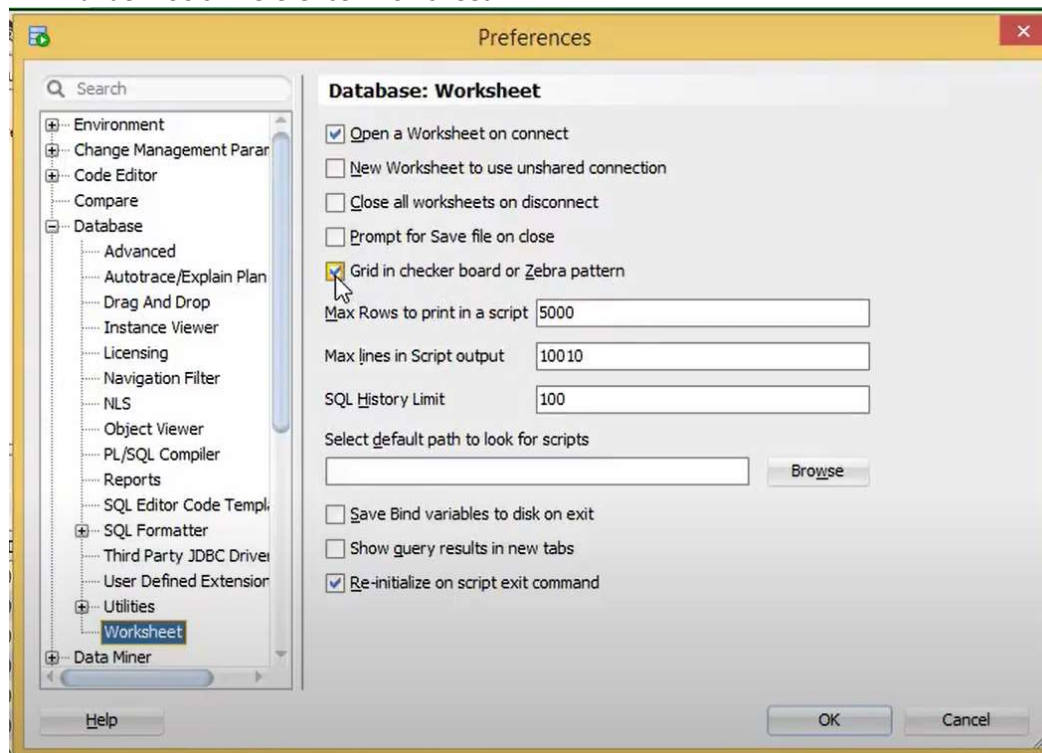 Preferences
Search
Environment
Change Management Parar
Code Editor
Compare
Database
Advanced
Autotrace/Explain Plan
Drag And Drop
Instance Viewer
Licensing
Navigation Filter
NLS
Object Viewer
PL/SQL Compiler
Reports
SQL Editor Code Templ
SQL Formatter
Third Party JDBC Driver
User Defined Extension
Utilities
Worksheet
Data Miner
Database: Worksheet
Open a Worksheet on connect
New Worksheet to use unshared connection
Close all worksheets on disconnect
Prompt for Save file on close
Grid in checker board or Zebra pattern
Max Rows to print in a script 5000
Max lines in Script output 10010
SQL History Limit 100
Select default path to look for scripts
Browse
Save Bind variables to disk on exit
Show query results in new tabs
Re-initialize on script exit command
Help
OK
Cancel